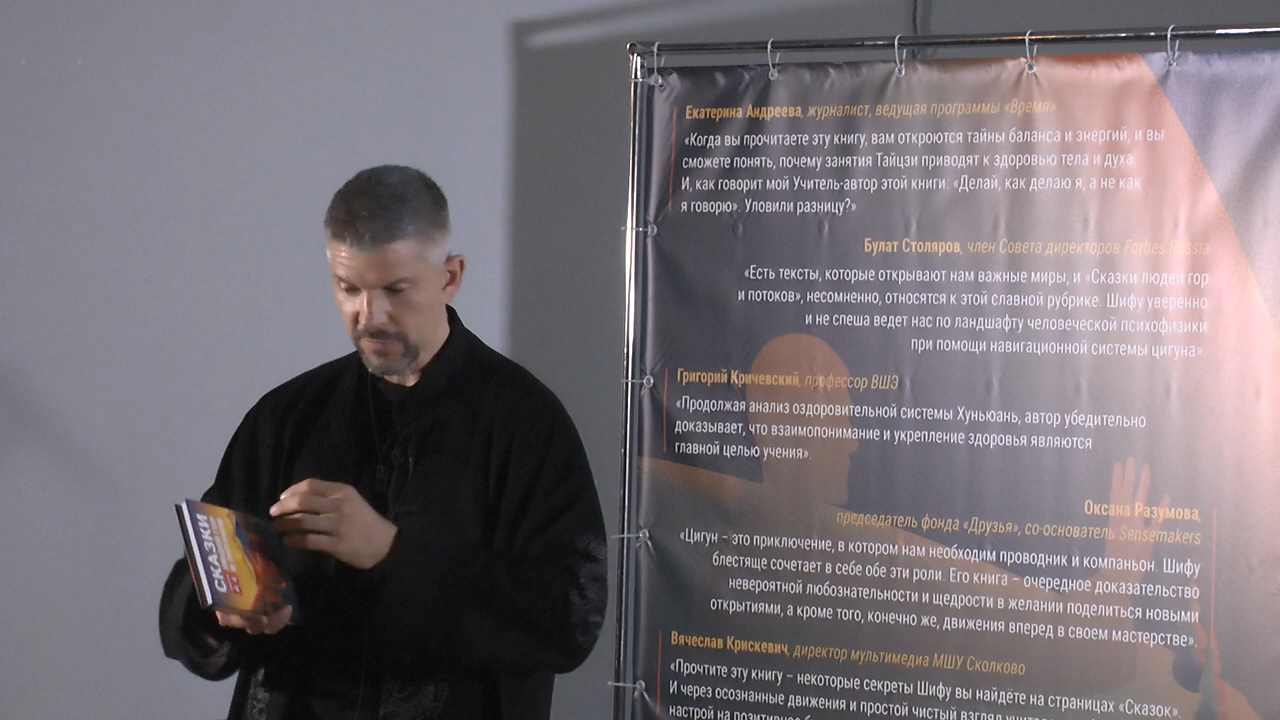 СКАЗКИ
Екатерина Андреева, журналист, ведущая программы «Время»
«Когда вы прочитаете эту книгу, вам откроются тайны баланса и энергий, и вы
сможете понять, почему занятия Тайцзи приводят к здоровью тела и духа
И, как говорит мой Учитель-автор этой книги: «Делай, как делаю я, а не как
я говорю». Уловили разницу?»
Булат Столяров, член Совета директоров Forbes Russia
«Есть тексты, которые открывают нам важные миры, и «Сказки людей гор
и потоков», несомненно, относятся к этой славной рубрике. Шифу уверенно
и не спеша ведет нас по ландшафту человеческой психофизики
при помощи навигационной системы цигуна».
Григорий Кричевский, профессор ВШЭ
«Продолжая анализ оздоровительной системы Хуньюань, автор убедительно
доказывает, что взаимопонимание и укрепление здоровья являются
главной целью учения».
Оксана Разумова,
председатель фонда «Друзья», со-основатель Sensemakers
«Цигун – это приключение, в котором нам необходим проводник и компаньон. Шифу
блестяще сочетает в себе обе эти роли. Его книга – очередное доказательство
невероятной любознательности и щедрости в желании поделиться новыми
открытиями, а кроме того, конечно же, движения вперед в своем мастерстве».
Вячеслав Крискевич, директор мультимедиа МШУ Сколково
«Прочтите эту книгу – некоторые секреты Шифу вы найдёте на страницах «Сказок».
И через осознанные движения и простой чистый взгляд
настрой на позитивное